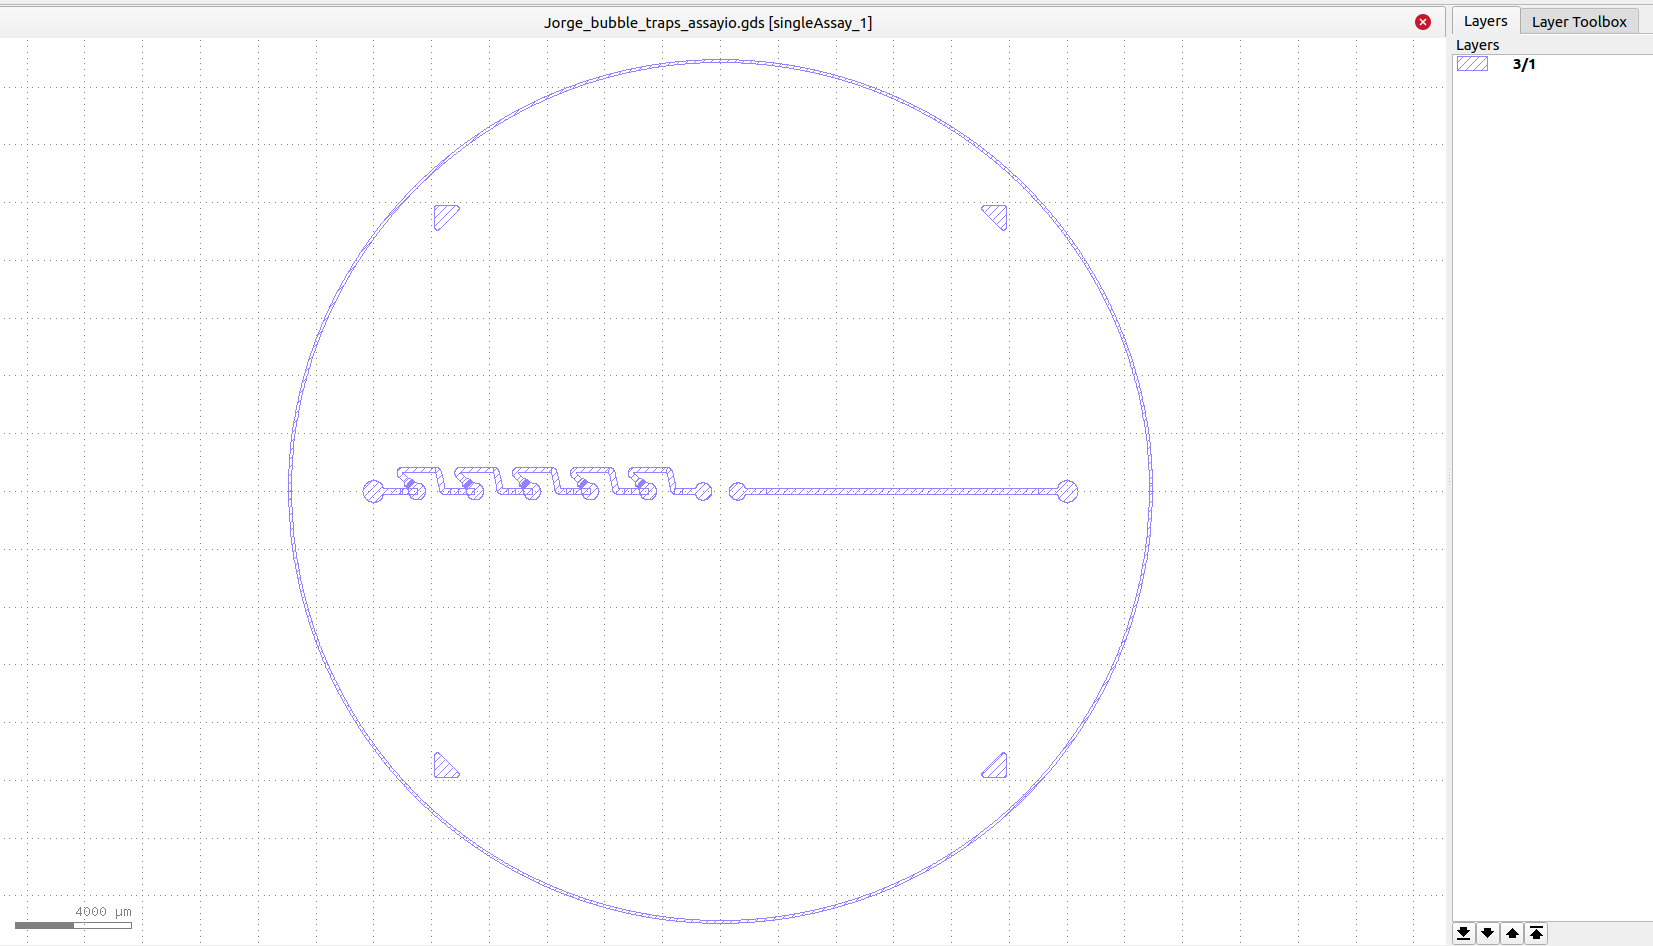 Jorge_bubble_traps_assayio.gds [singleAssay_1]
Layers
Layer Toolbox
Layers
3/1
4000 µm